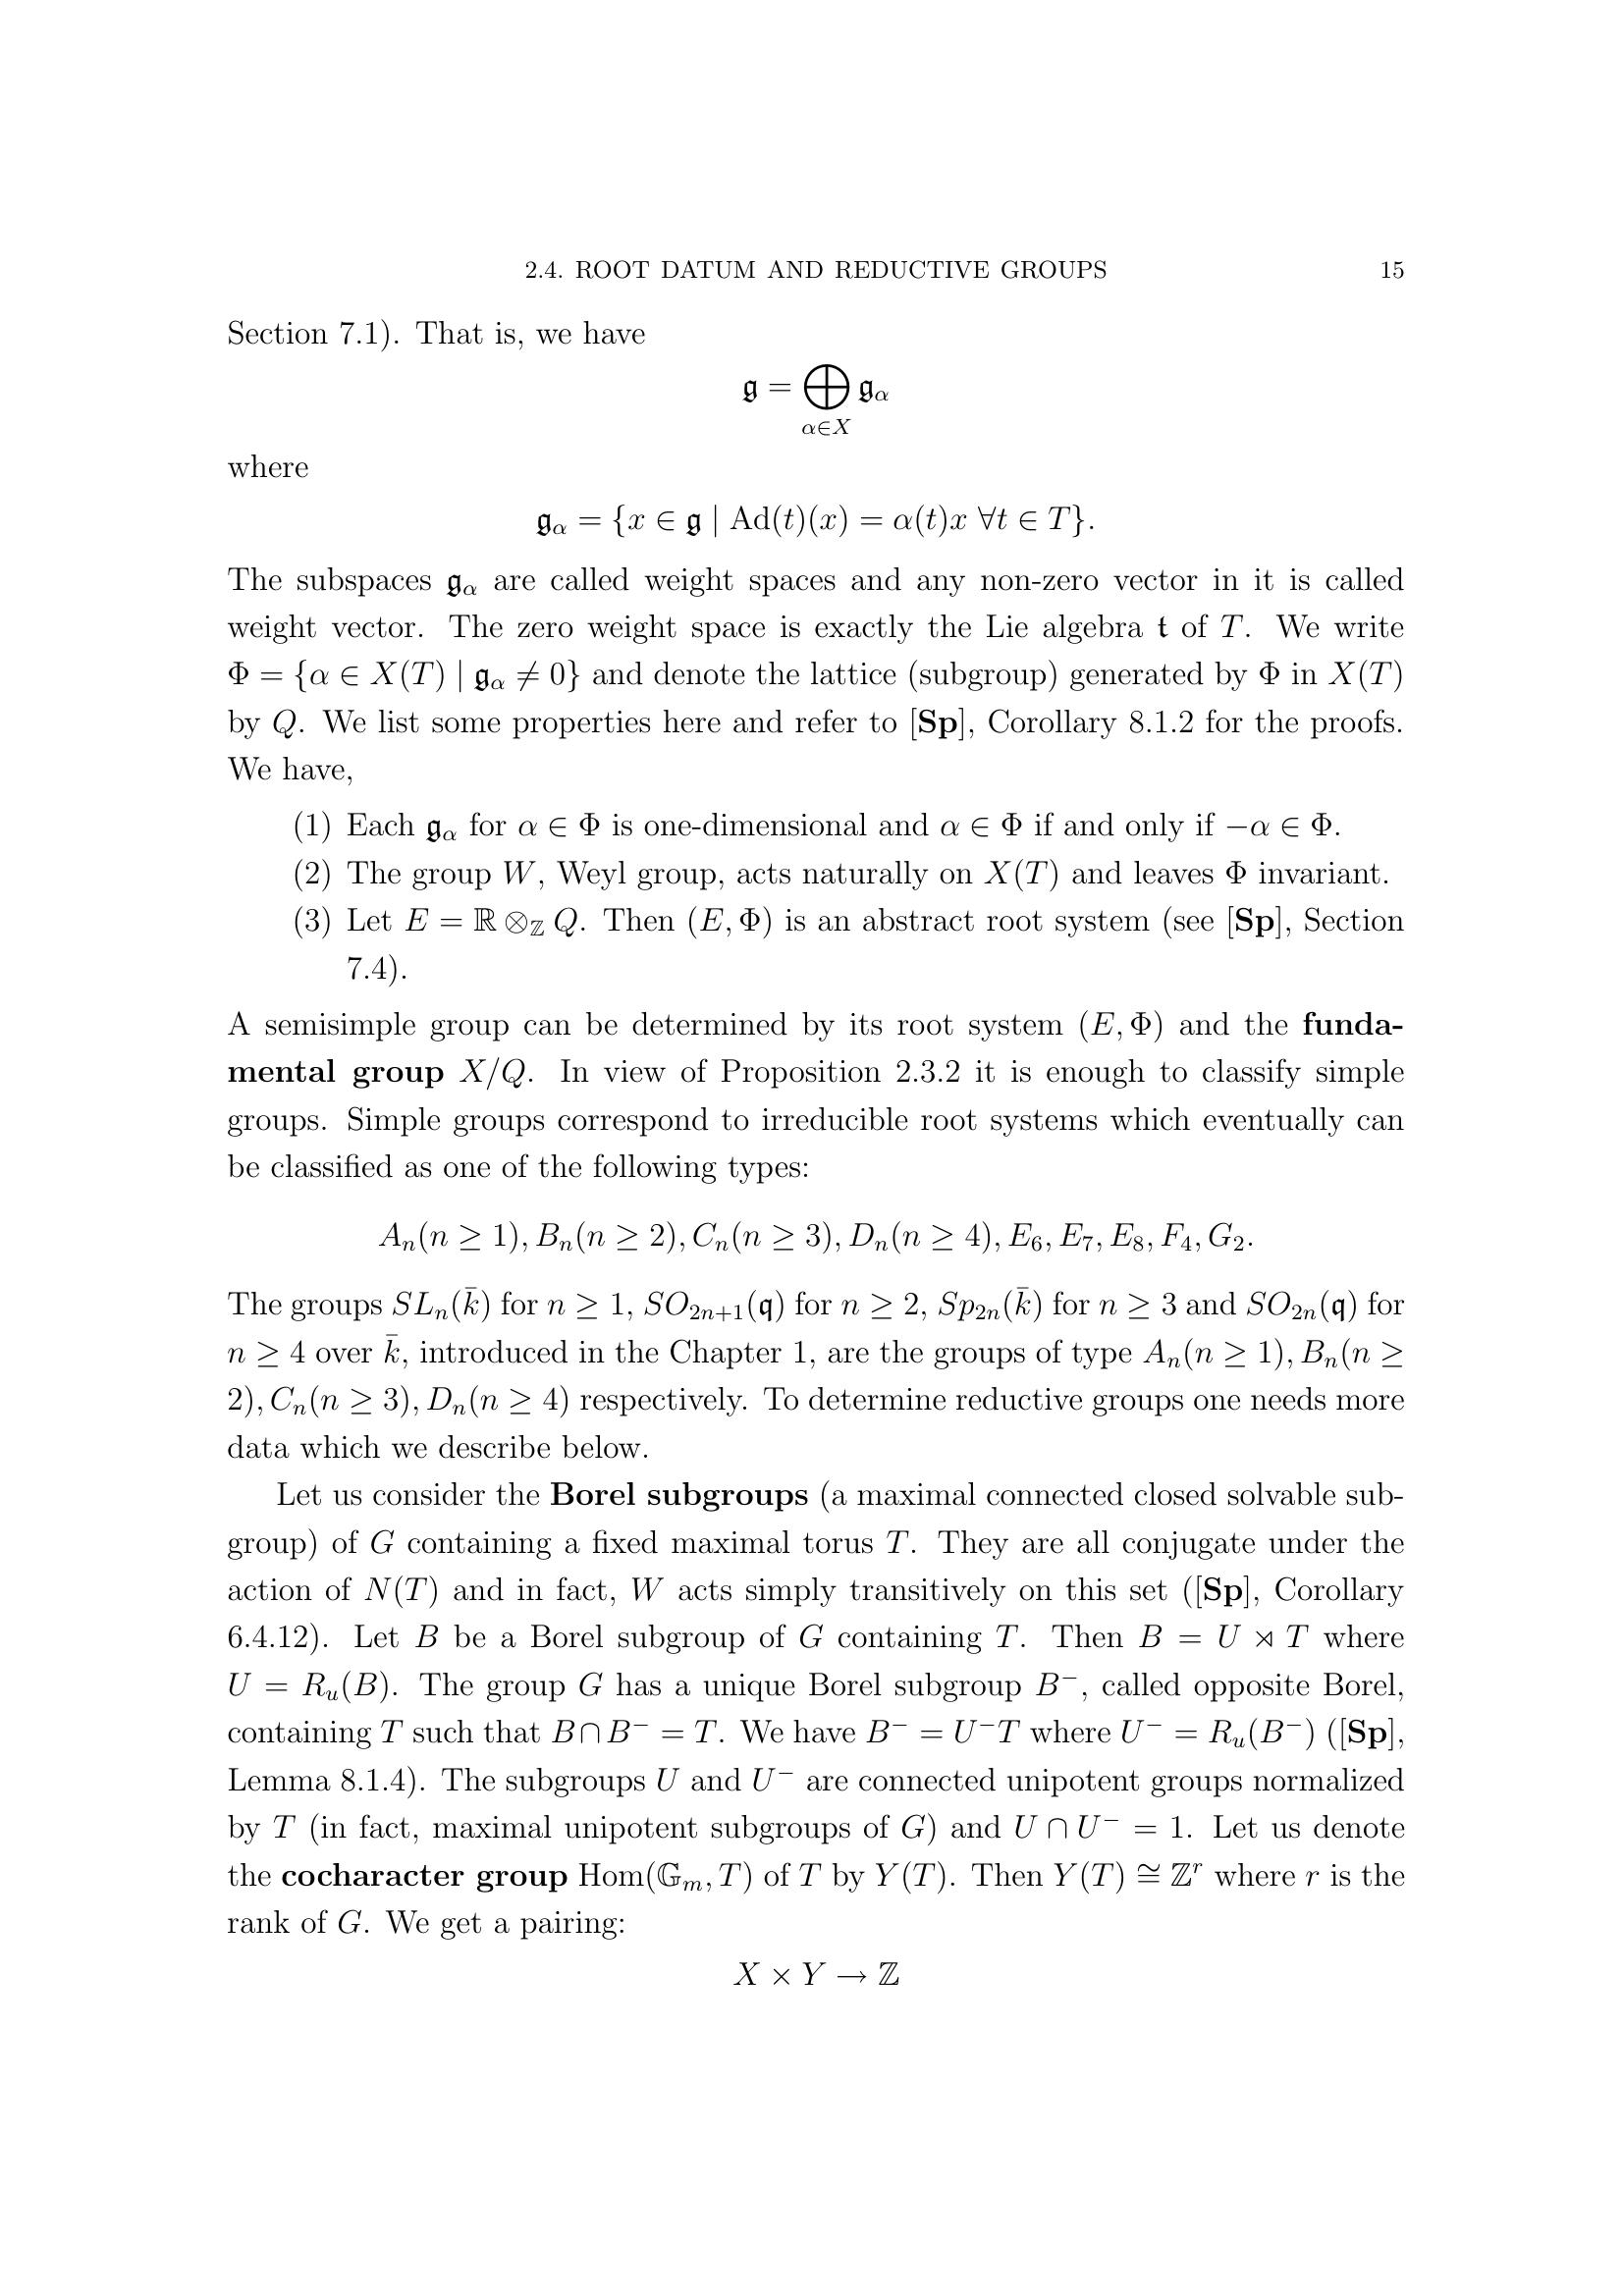 2.4. ROOT DATUM AND REDUCTIVE GROUPS 15
Section 7.1). That is, we have
$\mathfrak{g} = \bigoplus_{\alpha \in X} \mathfrak{g}_\alpha$
where
$\mathfrak{g}_\alpha = \{x \in \mathfrak{g} \mid \mathrm{Ad}(t)(x) = \alpha(t)x \ \forall t \in T\}.$
The subspaces $\mathfrak{g}_\alpha$ are called weight spaces and any non-zero vector in it is called
weight vector. The zero weight space is exactly the Lie algebra $\mathfrak{t}$ of $T$. We write
$\Phi = \{\alpha \in X(T) \mid \mathfrak{g}_\alpha \neq 0\}$ and denote the lattice (subgroup) generated by $\Phi$ in $X(T)$
by $Q$. We list some properties here and refer to [**Sp**], Corollary 8.1.2 for the proofs.
We have,
(1) Each $\mathfrak{g}_\alpha$ for $\alpha \in \Phi$ is one-dimensional and $\alpha \in \Phi$ if and only if $-\alpha \in \Phi$.
(2) The group $W$, Weyl group, acts naturally on $X(T)$ and leaves $\Phi$ invariant.
(3) Let $E = \mathbb{R} \otimes_{\mathbb{Z}} Q$. Then $(E, \Phi)$ is an abstract root system (see [**Sp**], Section
7.4).
A semisimple group can be determined by its root system $(E, \Phi)$ and the **funda-**
**mental group** $X/Q$. In view of Proposition 2.3.2 it is enough to classify simple
groups. Simple groups correspond to irreducible root systems which eventually can
be classified as one of the following types:
$A_n(n \geq 1), B_n(n \geq 2), C_n(n \geq 3), D_n(n \geq 4), E_6, E_7, E_8, F_4, G_2.$
The groups $SL_n(\bar{k})$ for $n \geq 1$, $SO_{2n+1}(\mathfrak{q})$ for $n \geq 2$, $Sp_{2n}(\bar{k})$ for $n \geq 3$ and $SO_{2n}(\mathfrak{q})$ for
$n \geq 4$ over $\bar{k}$, introduced in the Chapter 1, are the groups of type $A_n(n \geq 1), B_n(n \geq$
$2), C_n(n \geq 3), D_n(n \geq 4)$ respectively. To determine reductive groups one needs more
data which we describe below.
Let us consider the **Borel subgroups** (a maximal connected closed solvable sub-
group) of $G$ containing a fixed maximal torus $T$. They are all conjugate under the
action of $N(T)$ and in fact, $W$ acts simply transitively on this set ([**Sp**], Corollary
6.4.12). Let $B$ be a Borel subgroup of $G$ containing $T$. Then $B = U \rtimes T$ where
$U = R_u(B)$. The group $G$ has a unique Borel subgroup $B^-$, called opposite Borel,
containing $T$ such that $B \cap B^- = T$. We have $B^- = U^- T$ where $U^- = R_u(B^-)$ ([**Sp**],
Lemma 8.1.4). The subgroups $U$ and $U^-$ are connected unipotent groups normalized
by $T$ (in fact, maximal unipotent subgroups of $G$) and $U \cap U^- = 1$. Let us denote
the **cocharacter group** $\mathrm{Hom}(\mathbb{G}_m, T)$ of $T$ by $Y(T)$. Then $Y(T) \cong \mathbb{Z}^r$ where $r$ is the
rank of $G$. We get a pairing:
$X \times Y \to \mathbb{Z}$